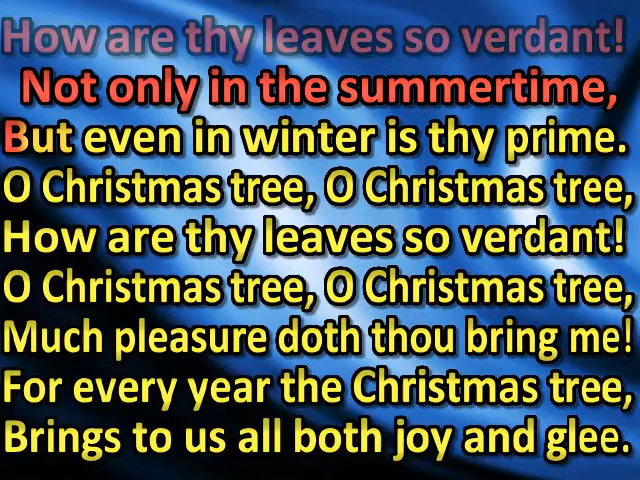 How are thy leaves so verdant!
Not only in the summertime,
But even in winter is thy prime.
O Christmas tree, O Christmas tree,
How are thy leaves so verdant!
O Christmas tree, O Christmas tree,
Much pleasure doth thou bring me!
For every year the Christmas tree,
Brings to us all both joy and glee.